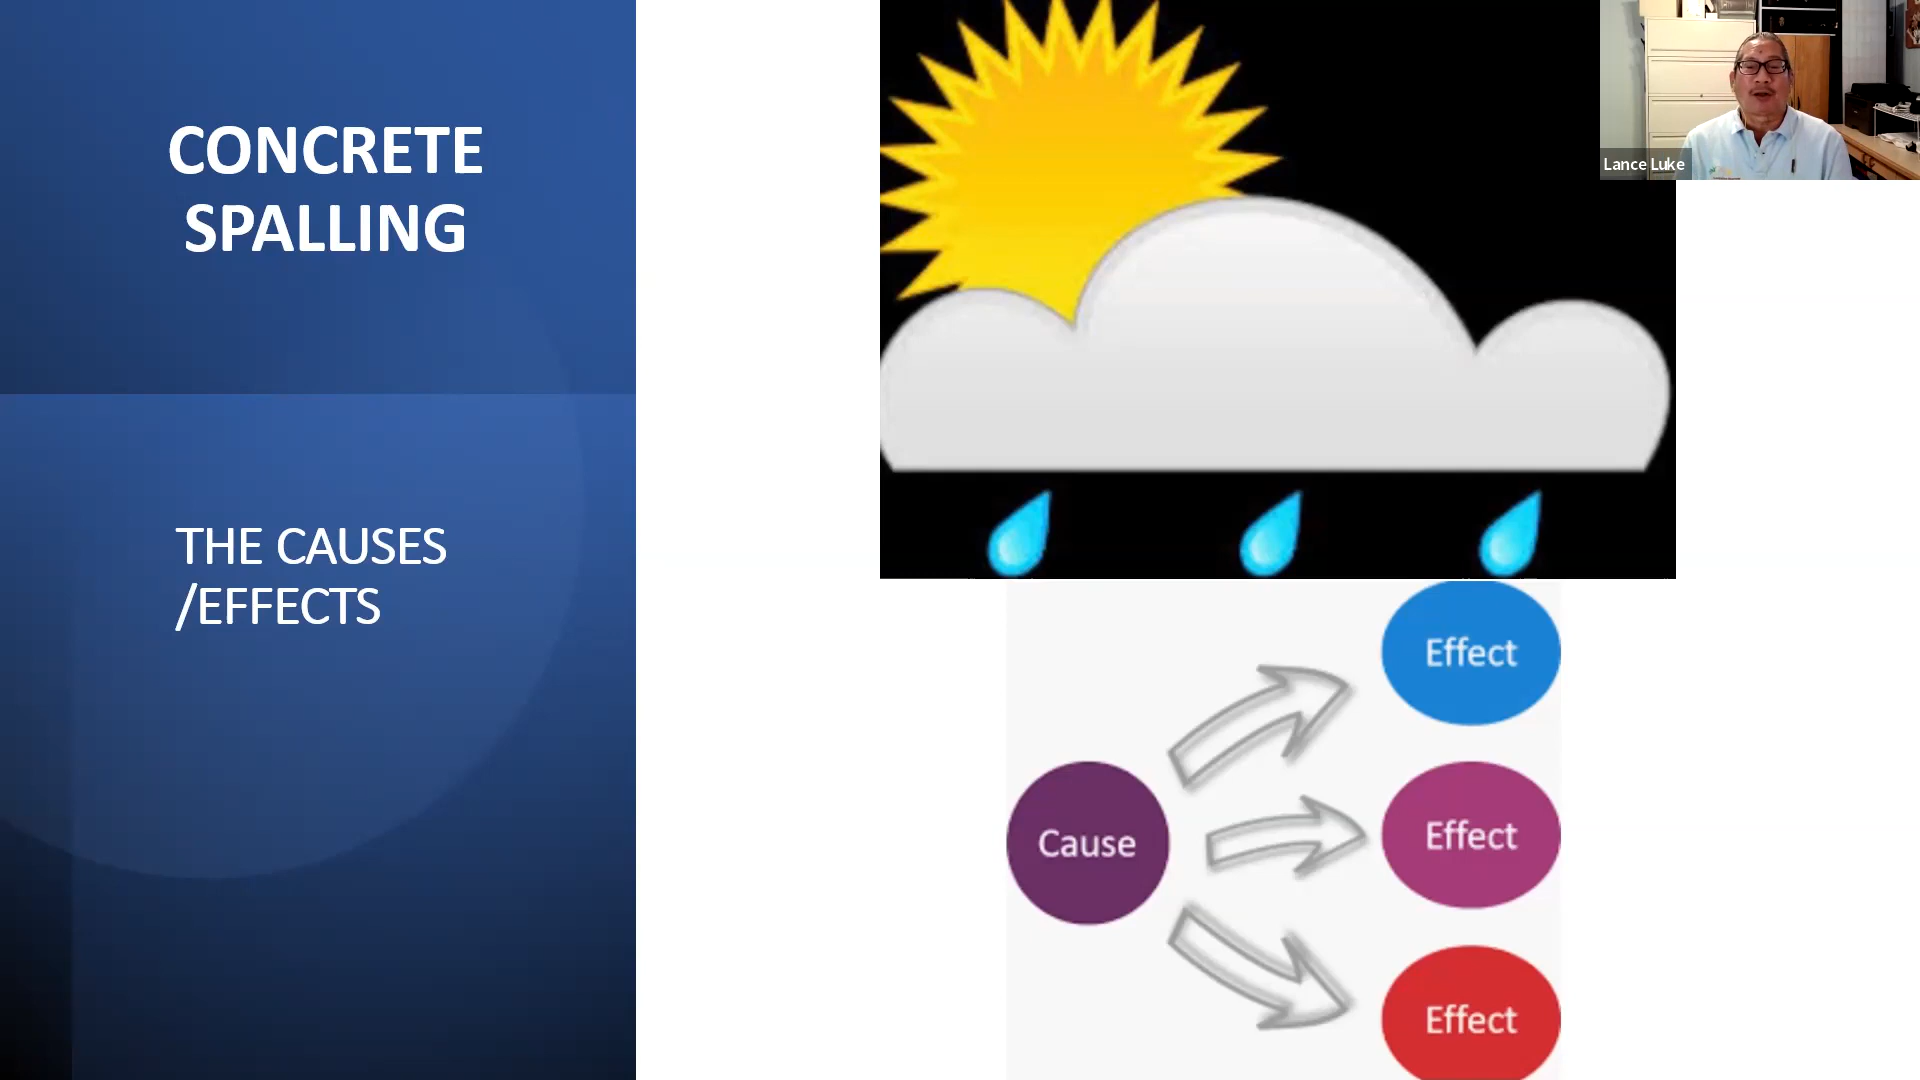 CONCRETE
SPALLING
THE CAUSES
/EFFECTS
Lance Luke
Effect
Cause
Effect
Effect